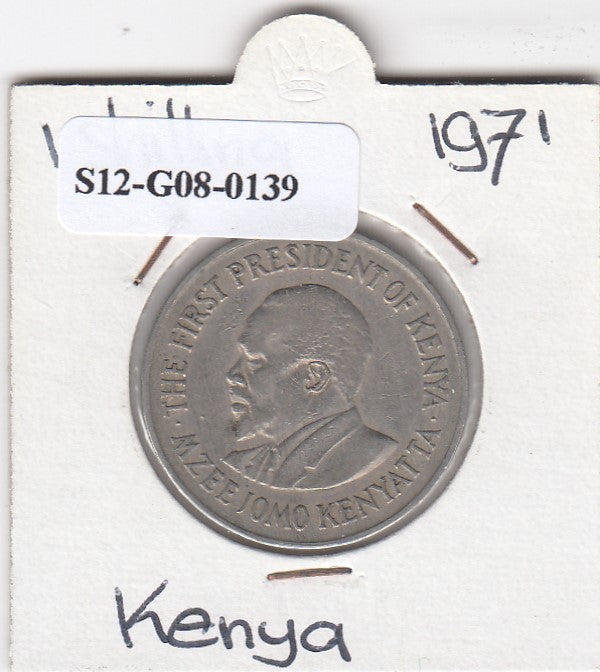 1971
S12-G08-0139
THE FIRST PRESIDENT OF KENYA
· MZEE JOMO KENYATTA ·
Kenya